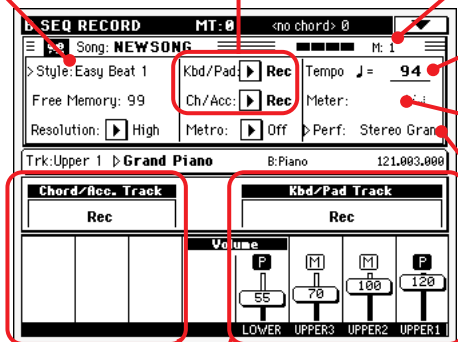 B.SEQ RECORD MT:0 <no chord> 0
Song: NEWSONG M: 1
>Style:Easy Beat 1 Kbd/Pad: Rec Tempo ♩= 94
Free Memory: 99 Ch/Acc: Rec Meter:
Resolution: High Metro: Off Perf: Stereo Gran
Trk:Upper 1 Grand Piano B:Piano 121.003.000
Chord/Acc. Track Kbd/Pad Track
Rec Rec
Volume
P M M P
55 70 100 120
LOWER UPPER3 UPPER2 UPPER1